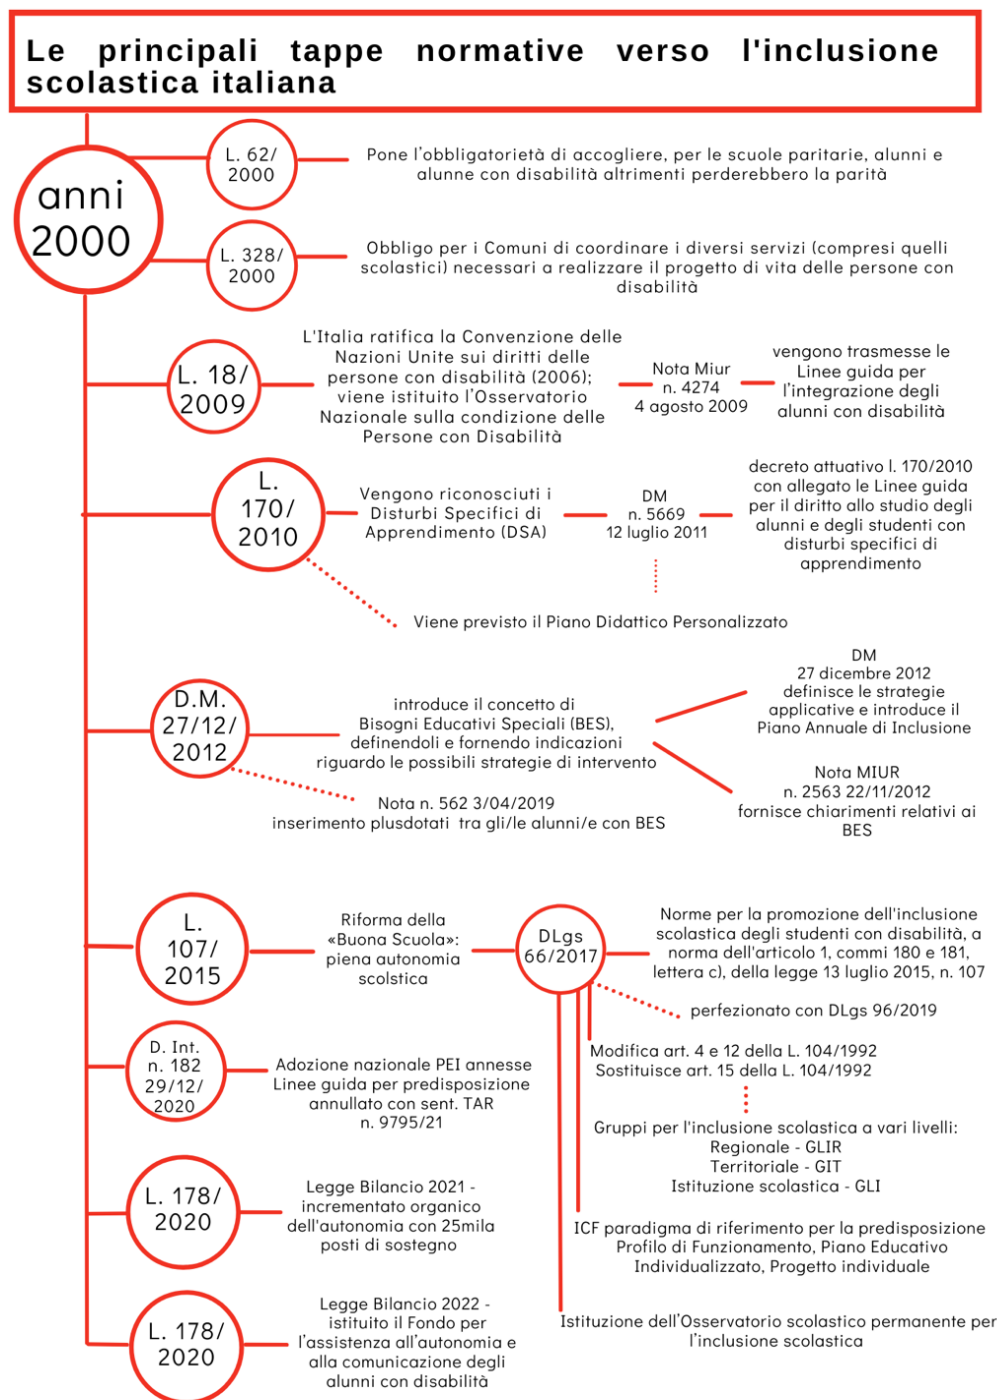 Le principali tappe normative verso l'inclusione
scolastica italiana
anni
2000
L. 62/
2000
Pone l'obbligatorietà di accogliere, per le scuole paritarie, alunni e
alunne con disabilità altrimenti perderebbero la parità
L. 328/
2000
Obbligo per i Comuni di coordinare i diversi servizi (compresi quelli
scolastici) necessari a realizzare il progetto di vita delle persone con
disabilità
L. 18/
2009
L'Italia ratifica la Convenzione delle
Nazioni Unite sui diritti delle
persone con disabilità (2006);
viene istituito l'Osservatorio
Nazionale sulla condizione delle
Persone con Disabilità
Nota Miur
n. 4274
4 agosto 2009
vengono trasmesse le
Linee guida per
l'integrazione degli
alunni con disabilità
L.
170/
2010
Vengono riconosciuti i
Disturbi Specifici di
Apprendimento (DSA)
DM
n. 5669
12 luglio 2011
decreto attuativo l. 170/2010
con allegato le Linee guida
per il diritto allo studio degli
alunni e degli studenti con
disturbi specifici di
apprendimento
Viene previsto il Piano Didattico Personalizzato
D.M.
27/12/
2012
introduce il concetto di
Bisogni Educativi Speciali (BES),
definendoli e fornendo indicazioni
riguardo le possibili strategie di intervento
DM
27 dicembre 2012
definisce le strategie
applicative e introduce il
Piano Annuale di Inclusione
Nota MIUR
n. 2563 22/11/2012
fornisce chiarimenti relativi ai
BES
Nota n. 562 3/04/2019
inserimento plusdotati tra gli/le alunni/e con BES
L.
107/
2015
Riforma della
«Buona Scuola»:
piena autonomia
scolstica
DLgs
66/2017
Norme per la promozione dell'inclusione
scolastica degli studenti con disabilità, a
norma dell'articolo 1, commi 180 e 181,
lettera c), della legge 13 luglio 2015, n. 107
perfezionato con DLgs 96/2019
Modifica art. 4 e 12 della L. 104/1992
Sostituisce art. 15 della L. 104/1992
Gruppi per l'inclusione scolastica a vari livelli:
Regionale - GLIR
Territoriale - GIT
Istituzione scolastica - GLI
ICF paradigma di riferimento per la predisposizione
Profilo di Funzionamento, Piano Educativo
Individualizzato, Progetto individuale
Istituzione dell'Osservatorio scolastico permanente per
l'inclusione scolastica
D. Int.
n. 182
29/12/
2020
Adozione nazionale PEI annesse
Linee guida per predisposizione
annullato con sent. TAR
n. 9795/21
L. 178/
2020
Legge Bilancio 2021 -
incrementato organico
dell'autonomia con 25mila
posti di sostegno
L. 178/
2020
Legge Bilancio 2022 -
istituito il Fondo per
l'assistenza all'autonomia e
alla comunicazione degli
alunni con disabilità